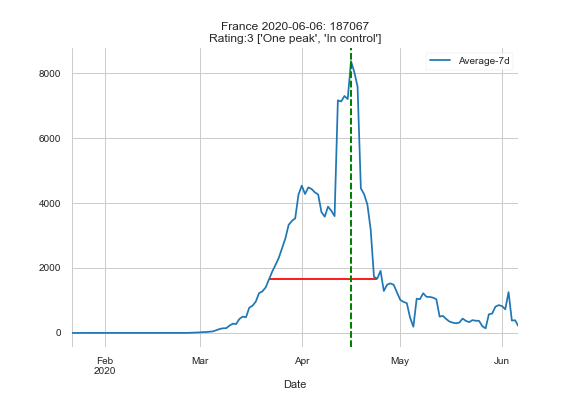 France 2020-06-06: 187067
Rating:3 ['One peak', 'In control']
Average-7d
8000
6000
4000
2000
0
Feb
2020
Mar
Apr
May
Jun
Date